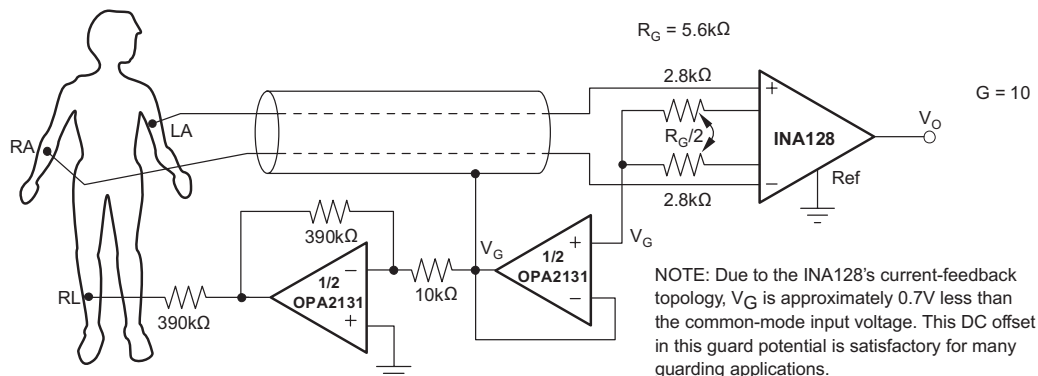 R_G = 5.6kΩ
2.8kΩ
G = 10
+
LA
V_O
RA
R_G/2
INA128
−
Ref
2.8kΩ
390kΩ
V_G
+
V_G
1/2
OPA2131
−
1/2
OPA2131
−
RL
10kΩ
390kΩ
+
NOTE: Due to the INA128's current-feedback
topology, V_G is approximately 0.7V less than
the common-mode input voltage. This DC offset
in this guard potential is satisfactory for many
guarding applications.